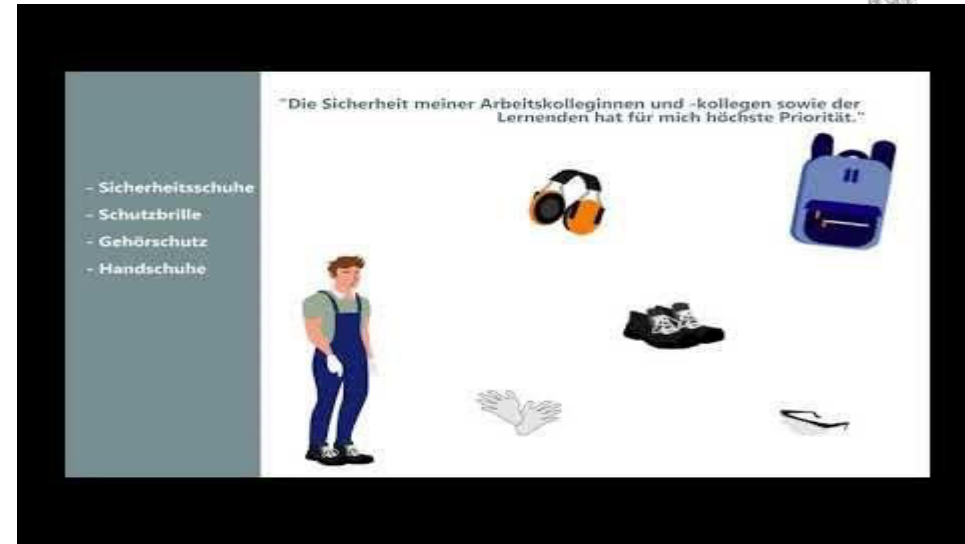 "Die Sicherheit meiner Arbeitskolleginnen und -kollegen sowie der
Lernenden hat für mich höchste Priorität."
- Sicherheitsschuhe
- Schutzbrille
- Gehörschutz
- Handschuhe